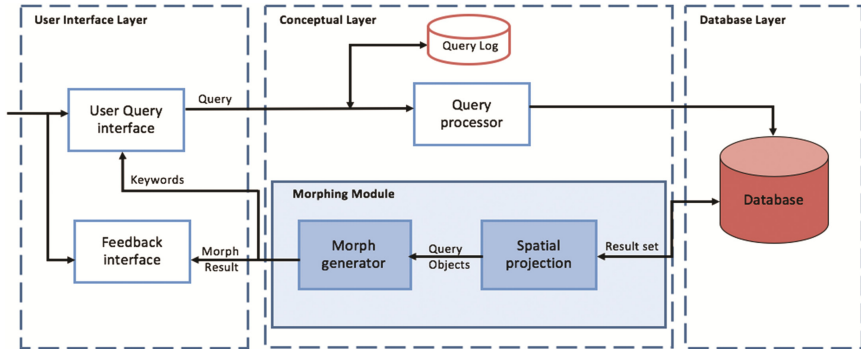 User Interface Layer
Conceptual Layer
Database Layer
Query Log
User Query
interface
Query
Query
processor
Keywords
Morphing Module
Database
Feedback
interface
Morph
Result
Morph
generator
Query
Objects
Spatial
projection
Result set